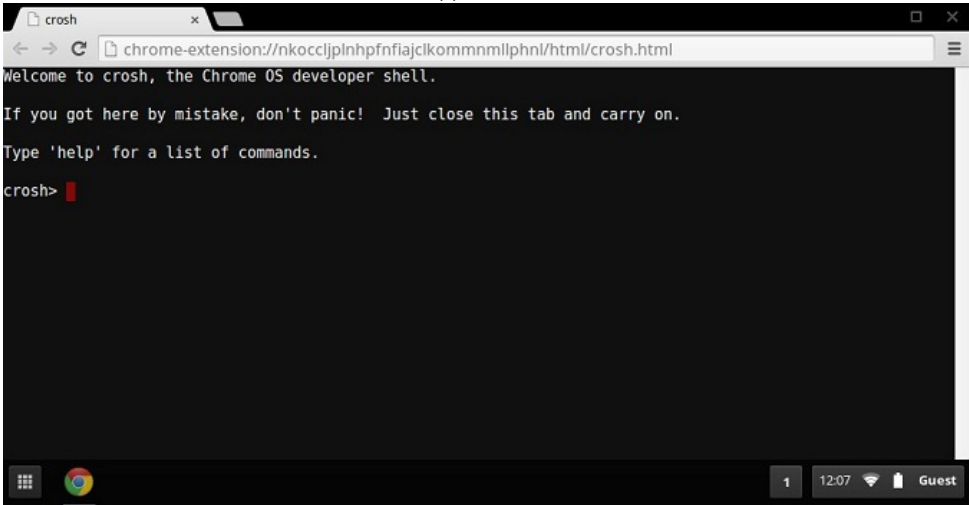 crosh
chrome-extension://nkoccljplnhpfnfiajclkommnmllphnl/html/crosh.html
Welcome to crosh, the Chrome OS developer shell.
If you got here by mistake, don't panic!  Just close this tab and carry on.
Type 'help' for a list of commands.
crosh>
1 12:07 Guest